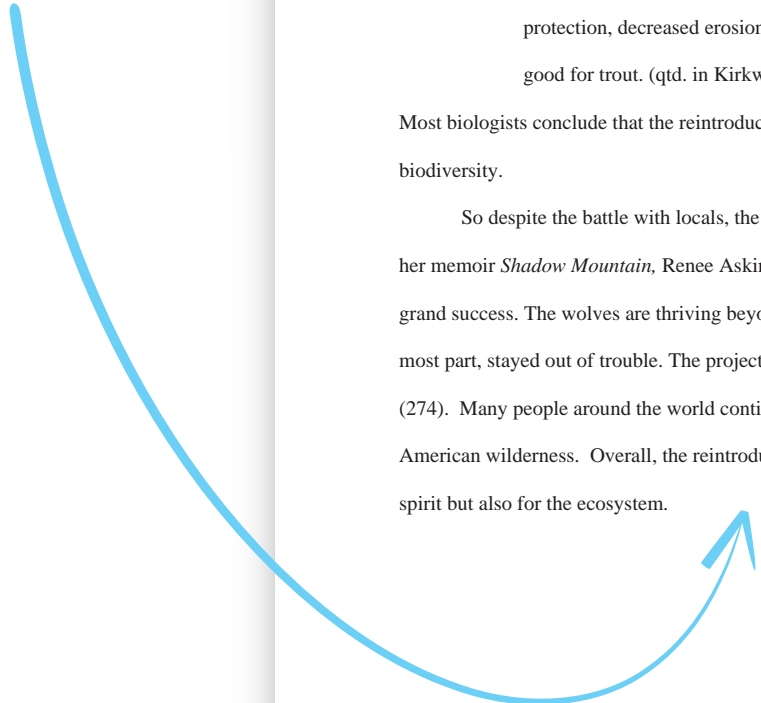 protection, decreased erosion
good for trout. (qtd. in Kirkw
Most biologists conclude that the reintroduc
biodiversity.
So despite the battle with locals, the
her memoir Shadow Mountain, Renee Askin
grand success. The wolves are thriving beyo
most part, stayed out of trouble. The project
(274).  Many people around the world conti
American wilderness.  Overall, the reintrodu
spirit but also for the ecosystem.